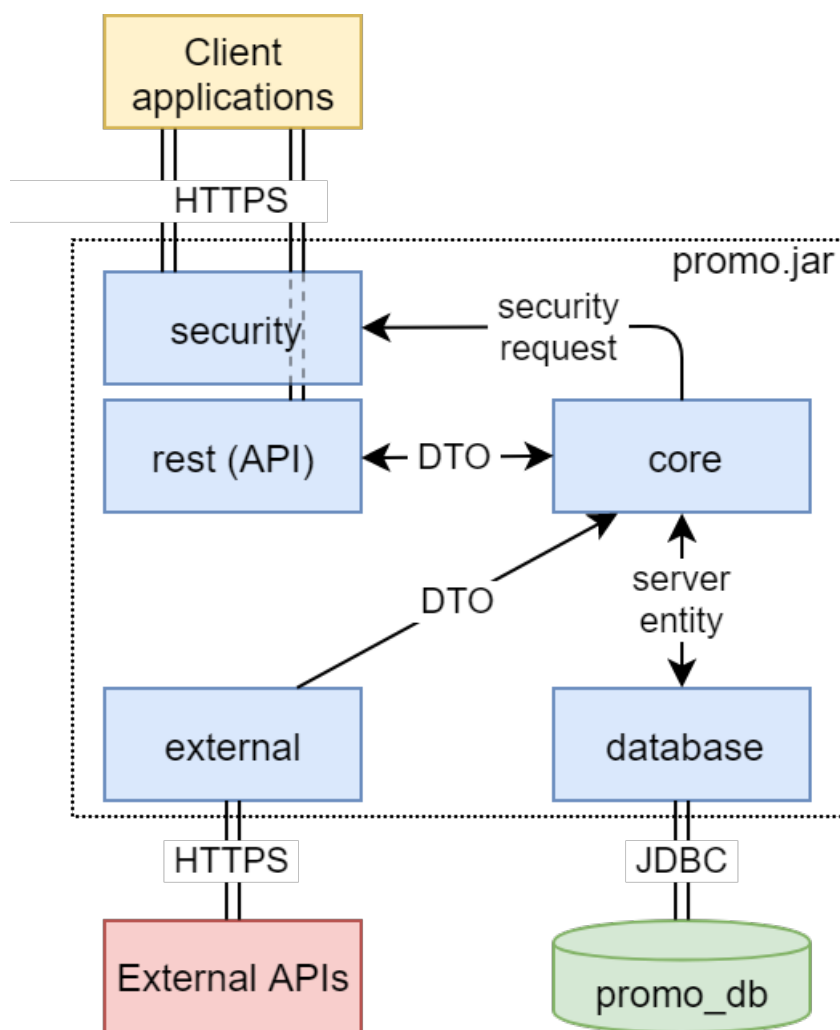 Client
applications
HTTPS
promo.jar
security
security
request
rest (API)
DTO
core
DTO
server
entity
external
database
HTTPS
JDBC
External APIs
promo_db